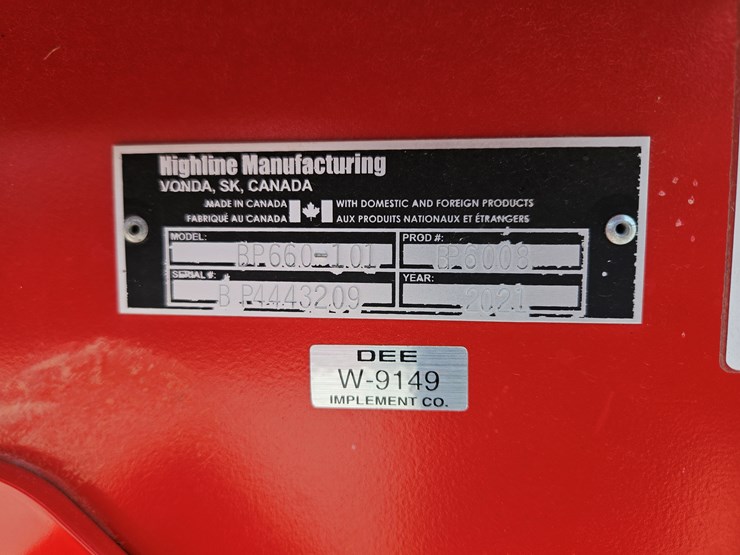 Highline Manufacturing
VONDA, SK, CANADA
MADE IN CANADA WITH DOMESTIC AND FOREIGN PRODUCTS
FABRIQUÉ AU CANADA AUX PRODUITS NATIONAUX ET ÉTRANGERS
MODEL: BP660-101 PROD #: BP6008
SERIAL #: BP4443209 YEAR: 2021
DEE
W-9149
IMPLEMENT CO.